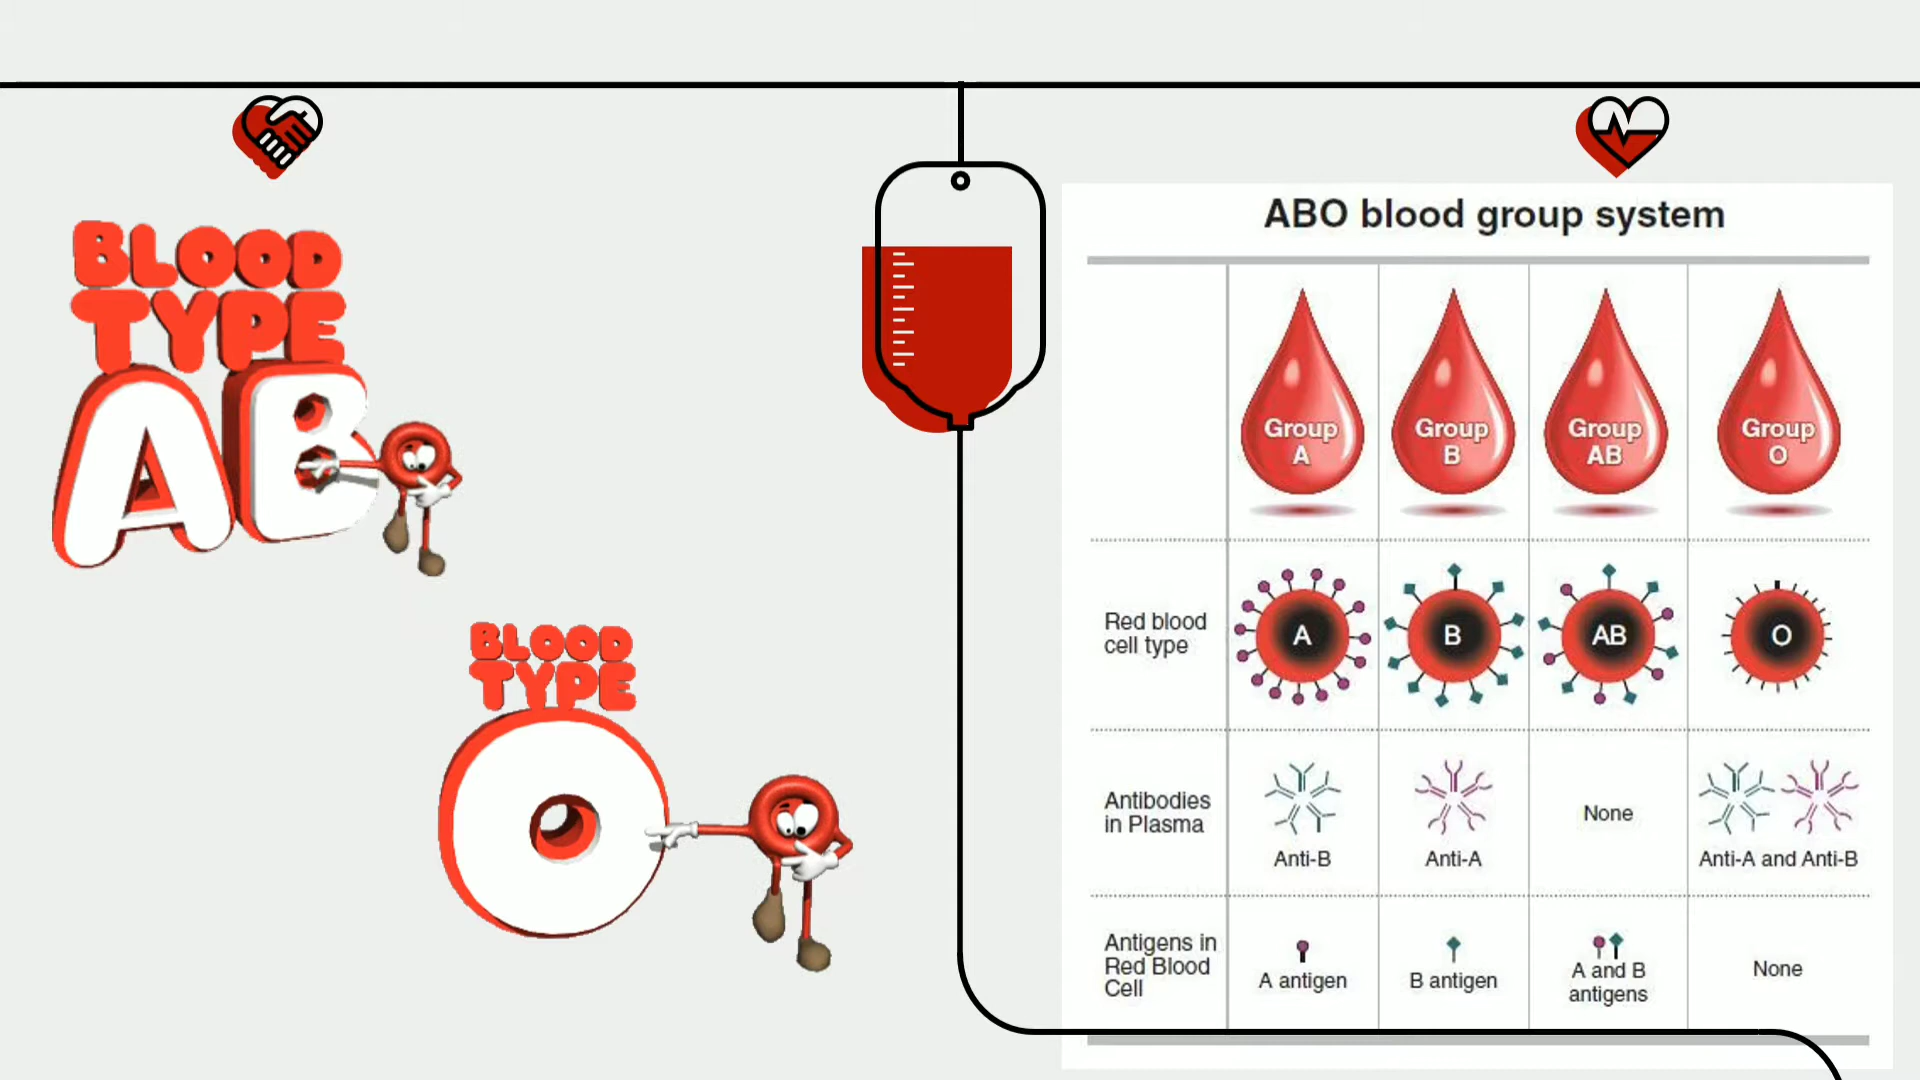 BLOOD
TYPE
AB
BLOOD
TYPE
O
ABO blood group system
Group
A
Group
B
Group
AB
Group
O
Red blood
cell type
A
B
AB
O
Antibodies
in Plasma
Anti-B
Anti-A
None
Anti-A and Anti-B
Antigens in
Red Blood
Cell
A antigen
B antigen
A and B
antigens
None